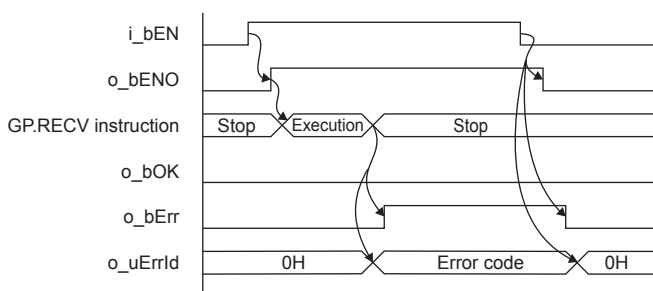 i_bEN
o_bENO
GP.RECV instruction Stop Execution Stop
o_bOK
o_bErr
o_uErrId 0H Error code 0H